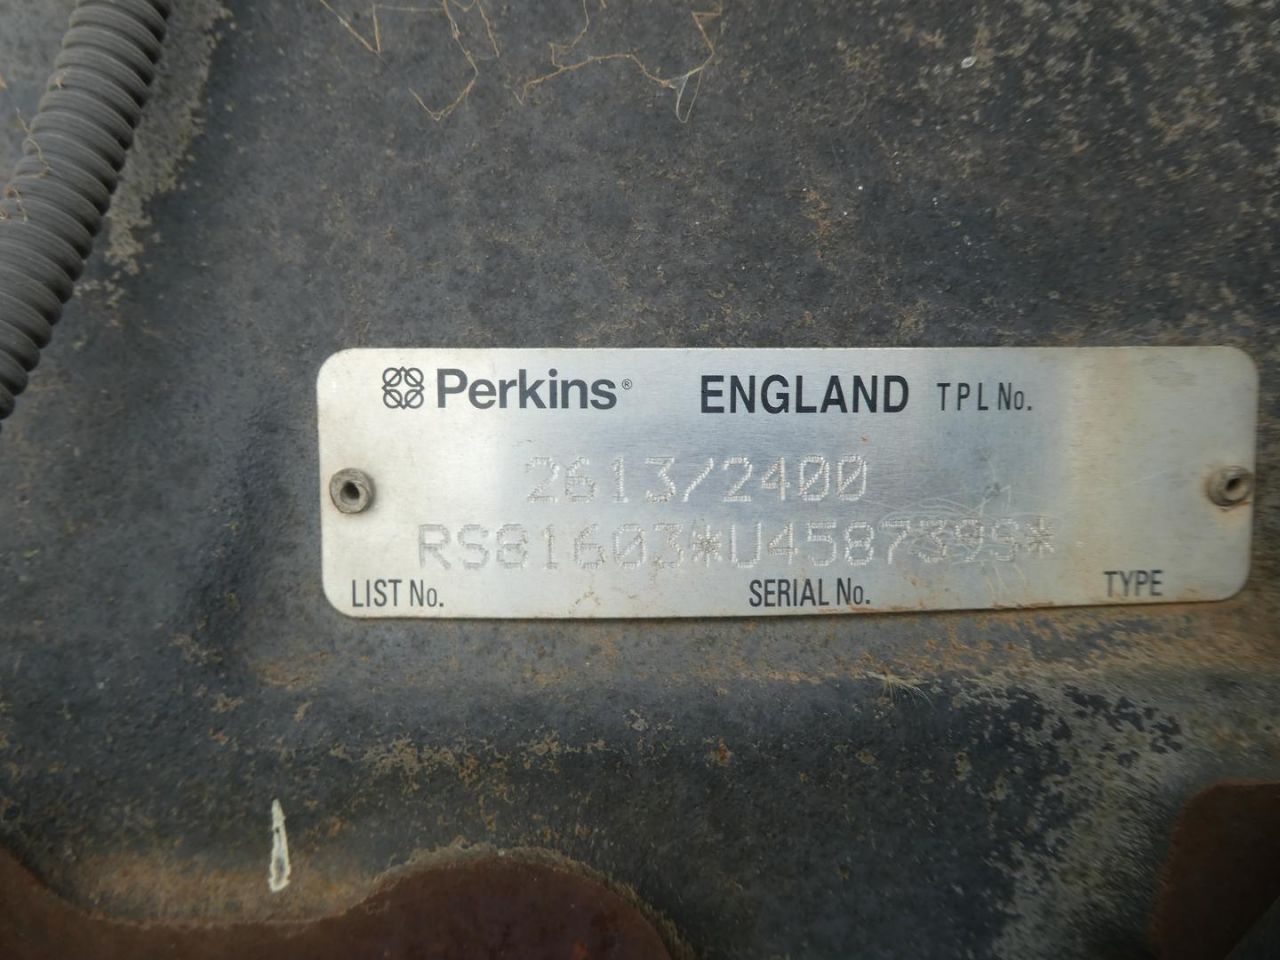 Perkins® ENGLAND TPL No.
2613/2400
RS81603*U458739S*
LIST No. SERIAL No. TYPE